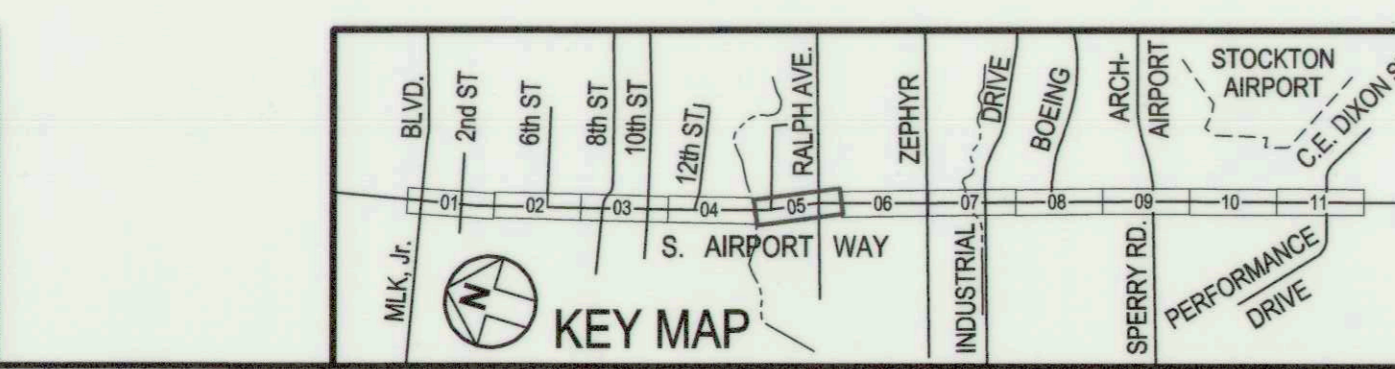 BLVD.
2nd ST
6th ST
8th ST
10th ST
12th ST
RALPH AVE.
ZEPHYR
DRIVE
BOEING
ARCH-
AIRPORT
STOCKTON
AIRPORT
C.E. DIXON
01
02
03
04
05
06
07
08
09
10
11
S. AIRPORT WAY
MLK, Jr.
N
KEY MAP
INDUSTRIAL
SPERRY RD.
PERFORMANCE
DRIVE